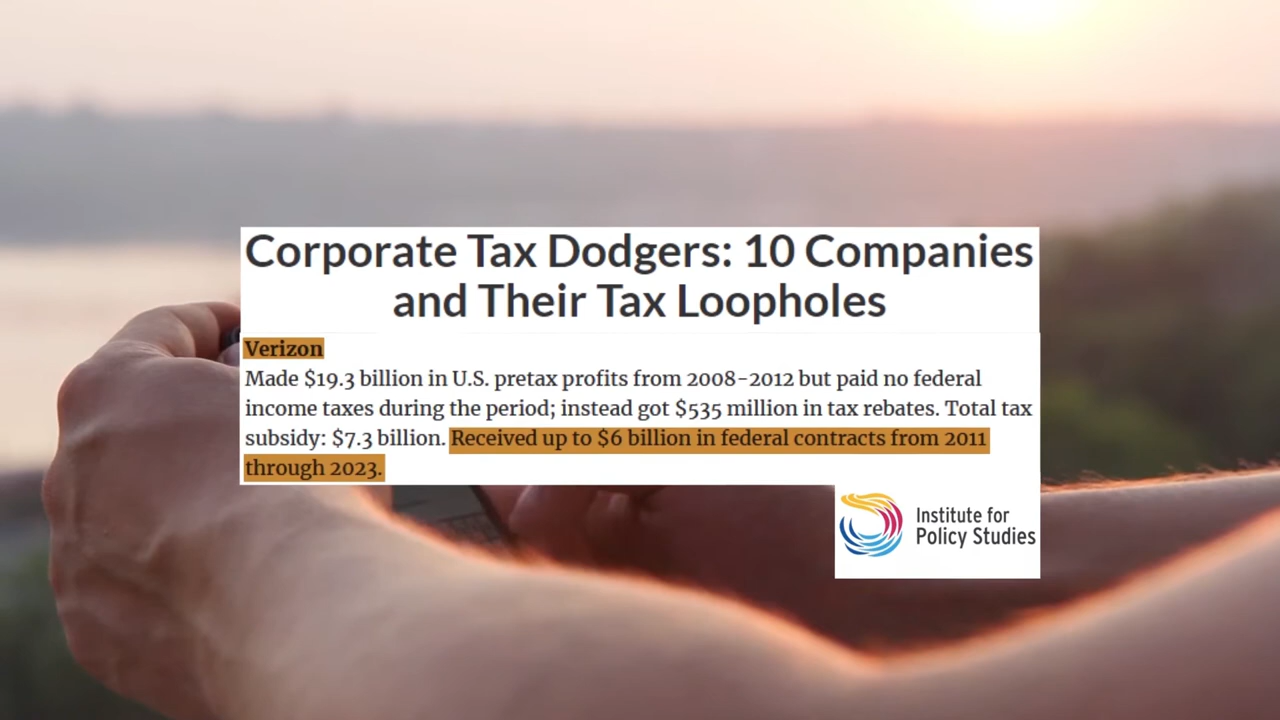 Corporate Tax Dodgers: 10 Companies
and Their Tax Loopholes
Verizon
Made $19.3 billion in U.S. pretax profits from 2008-2012 but paid no federal
income taxes during the period; instead got $535 million in tax rebates. Total tax
subsidy: $7.3 billion. Received up to $6 billion in federal contracts from 2011
through 2023.
Institute for
Policy Studies